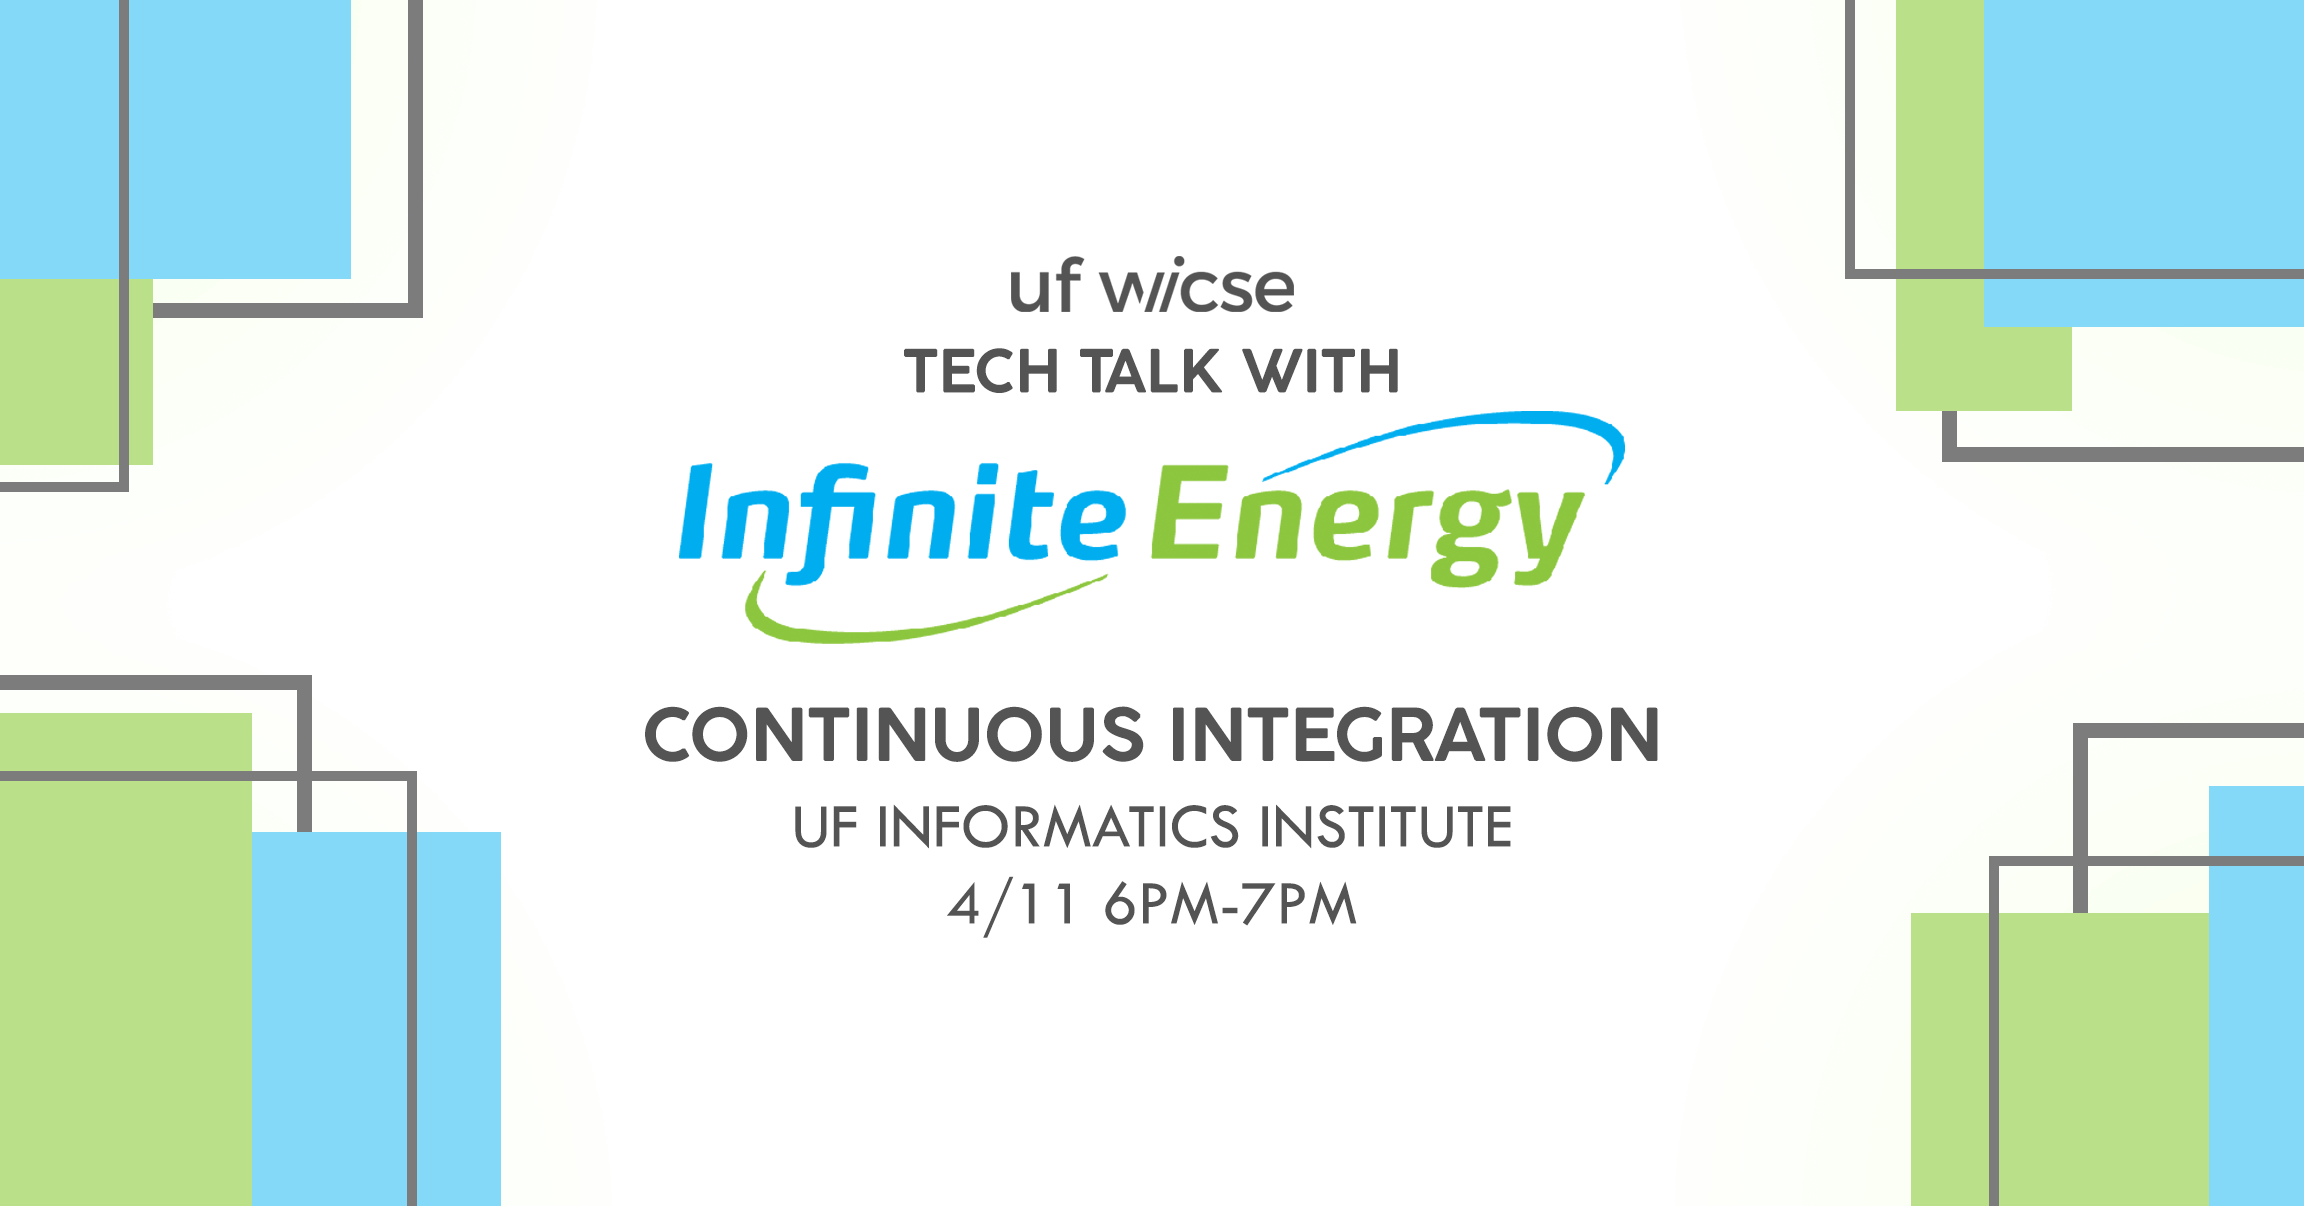 uf wicse
TECH TALK WITH
Infinite Energy
CONTINUOUS INTEGRATION
UF INFORMATICS INSTITUTE
4/11 6PM-7PM